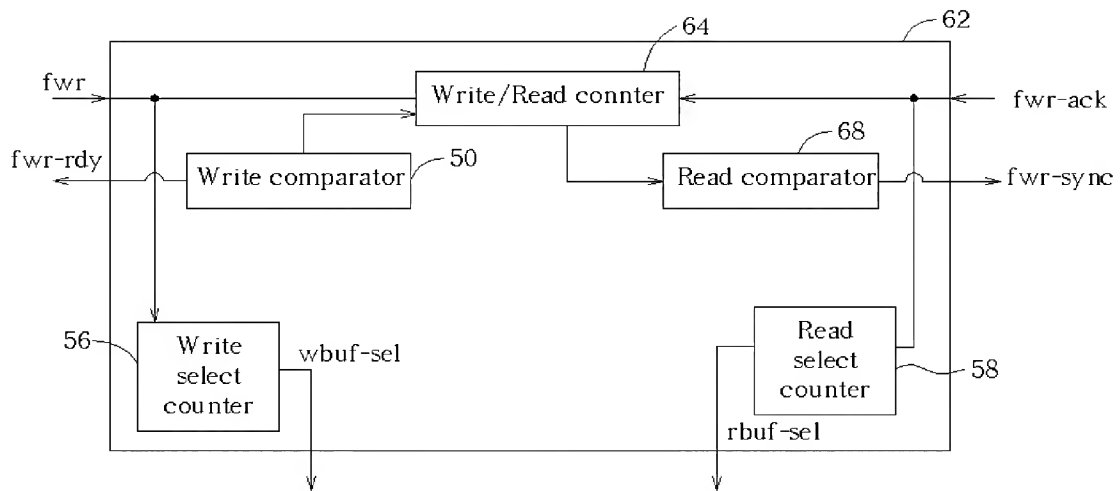 64
62
fwr
Write/Read connter
fwr-ack
68
fwr-rdy
Write comparator
50
Read comparator
fwr-sync
56
Write
select
counter
wbuf-sel
Read
select
counter
58
rbuf-sel